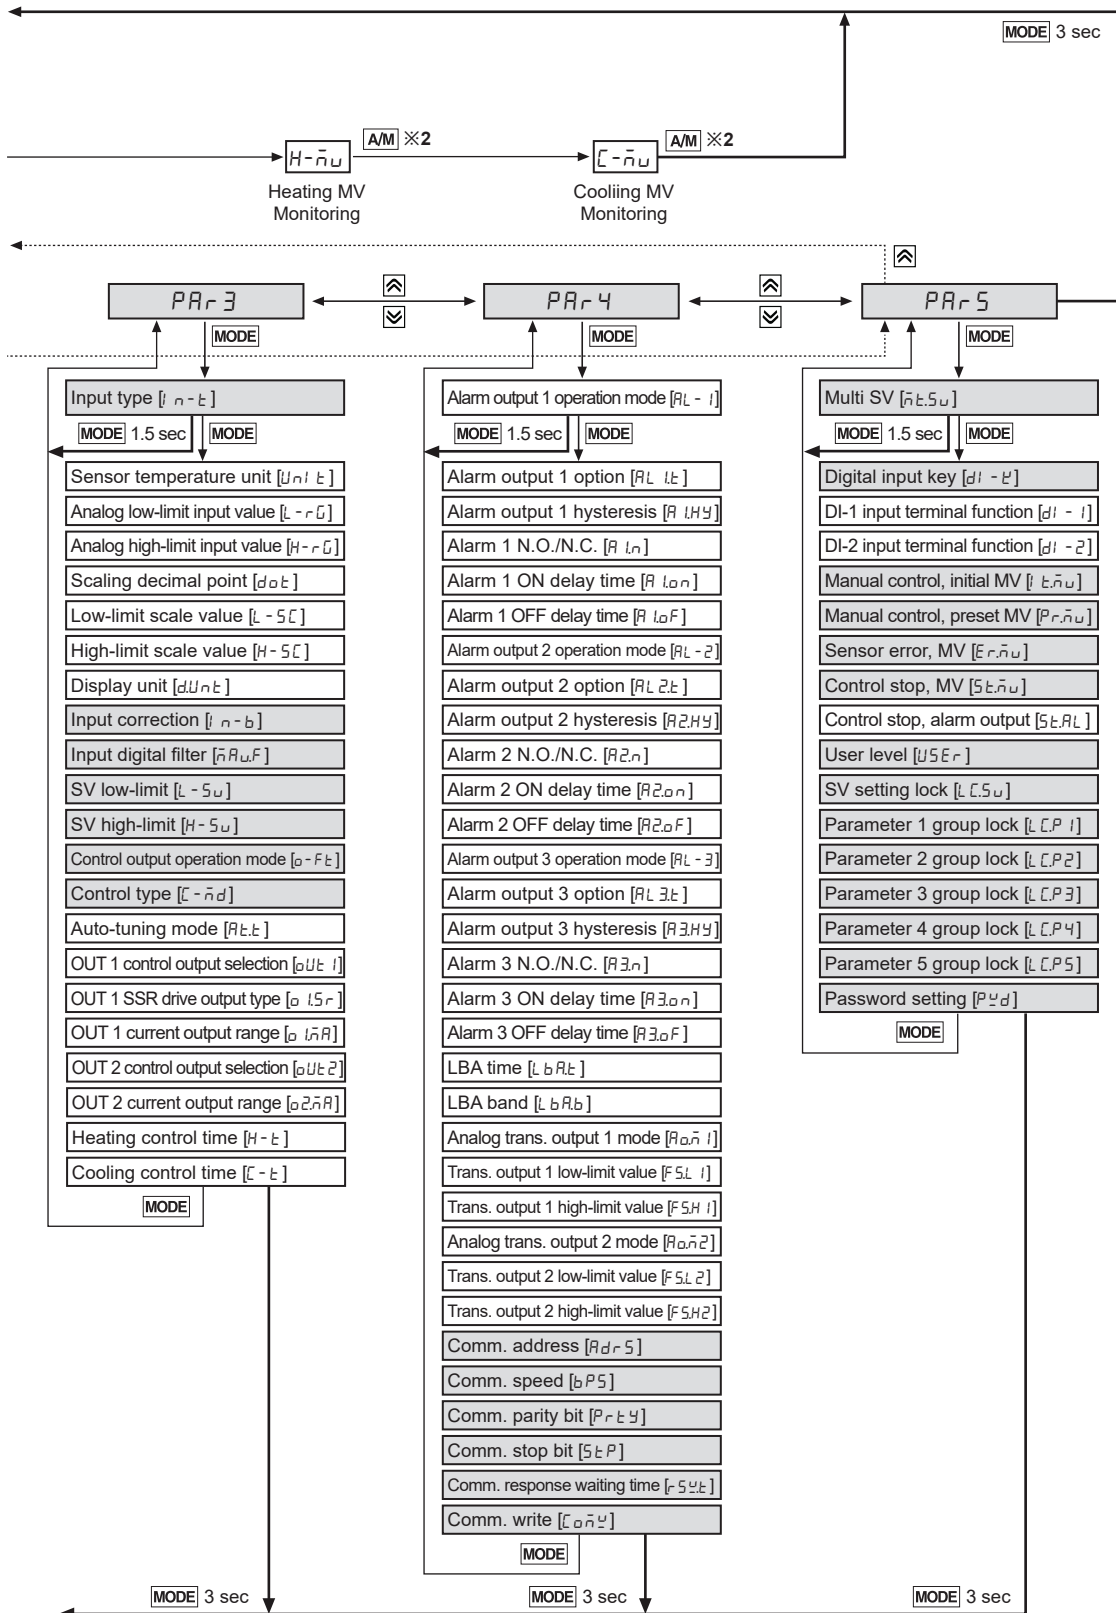 MODE 3 sec
A/M ※2
A/M ※2
H-mv
C-mv
Heating MV
Monitoring
Cooliing MV
Monitoring
PAr3
PAr4
PAr5
MODE
MODE
MODE
Input type [In-t]
MODE 1.5 sec MODE
Sensor temperature unit [UnIt]
Analog low-limit input value [L-rG]
Analog high-limit input value [H-rG]
Scaling decimal point [dot]
Low-limit scale value [L-SC]
High-limit scale value [H-SC]
Display unit [d.Unt]
Input correction [In-b]
Input digital filter [mAv.F]
SV low-limit [L-Sv]
SV high-limit [H-Sv]
Control output operation mode [o-Ft]
Control type [C-md]
Auto-tuning mode [At.t]
OUT 1 control output selection [oUt1]
OUT 1 SSR drive output type [o1.Sr]
OUT 1 current output range [o1.mA]
OUT 2 control output selection [oUt2]
OUT 2 current output range [o2.mA]
Heating control time [H-t]
Cooling control time [C-t]
MODE
Alarm output 1 operation mode [AL-1]
MODE 1.5 sec MODE
Alarm output 1 option [AL1.t]
Alarm output 1 hysteresis [A1.HY]
Alarm 1 N.O./N.C. [A1.n]
Alarm 1 ON delay time [A1.on]
Alarm 1 OFF delay time [A1.oF]
Alarm output 2 operation mode [AL-2]
Alarm output 2 option [AL2.t]
Alarm output 2 hysteresis [A2.HY]
Alarm 2 N.O./N.C. [A2.n]
Alarm 2 ON delay time [A2.on]
Alarm 2 OFF delay time [A2.oF]
Alarm output 3 operation mode [AL-3]
Alarm output 3 option [AL3.t]
Alarm output 3 hysteresis [A3.HY]
Alarm 3 N.O./N.C. [A3.n]
Alarm 3 ON delay time [A3.on]
Alarm 3 OFF delay time [A3.oF]
LBA time [LbA.t]
LBA band [LbA.b]
Analog trans. output 1 mode [Ao.m1]
Trans. output 1 low-limit value [FS.L1]
Trans. output 1 high-limit value [FS.H1]
Analog trans. output 2 mode [Ao.m2]
Trans. output 2 low-limit value [FS.L2]
Trans. output 2 high-limit value [FS.H2]
Comm. address [AdrS]
Comm. speed [bPS]
Comm. parity bit [PrtY]
Comm. stop bit [StP]
Comm. response waiting time [rSW.t]
Comm. write [ComW]
MODE
Multi SV [mt.Sv]
MODE 1.5 sec MODE
Digital input key [dI-K]
DI-1 input terminal function [dI-1]
DI-2 input terminal function [dI-2]
Manual control, initial MV [It.mv]
Manual control, preset MV [Pr.mv]
Sensor error, MV [Er.mv]
Control stop, MV [St.mv]
Control stop, alarm output [St.AL]
User level [USEr]
SV setting lock [LC.Sv]
Parameter 1 group lock [LC.P1]
Parameter 2 group lock [LC.P2]
Parameter 3 group lock [LC.P3]
Parameter 4 group lock [LC.P4]
Parameter 5 group lock [LC.P5]
Password setting [PWd]
MODE
MODE 3 sec
MODE 3 sec
MODE 3 sec